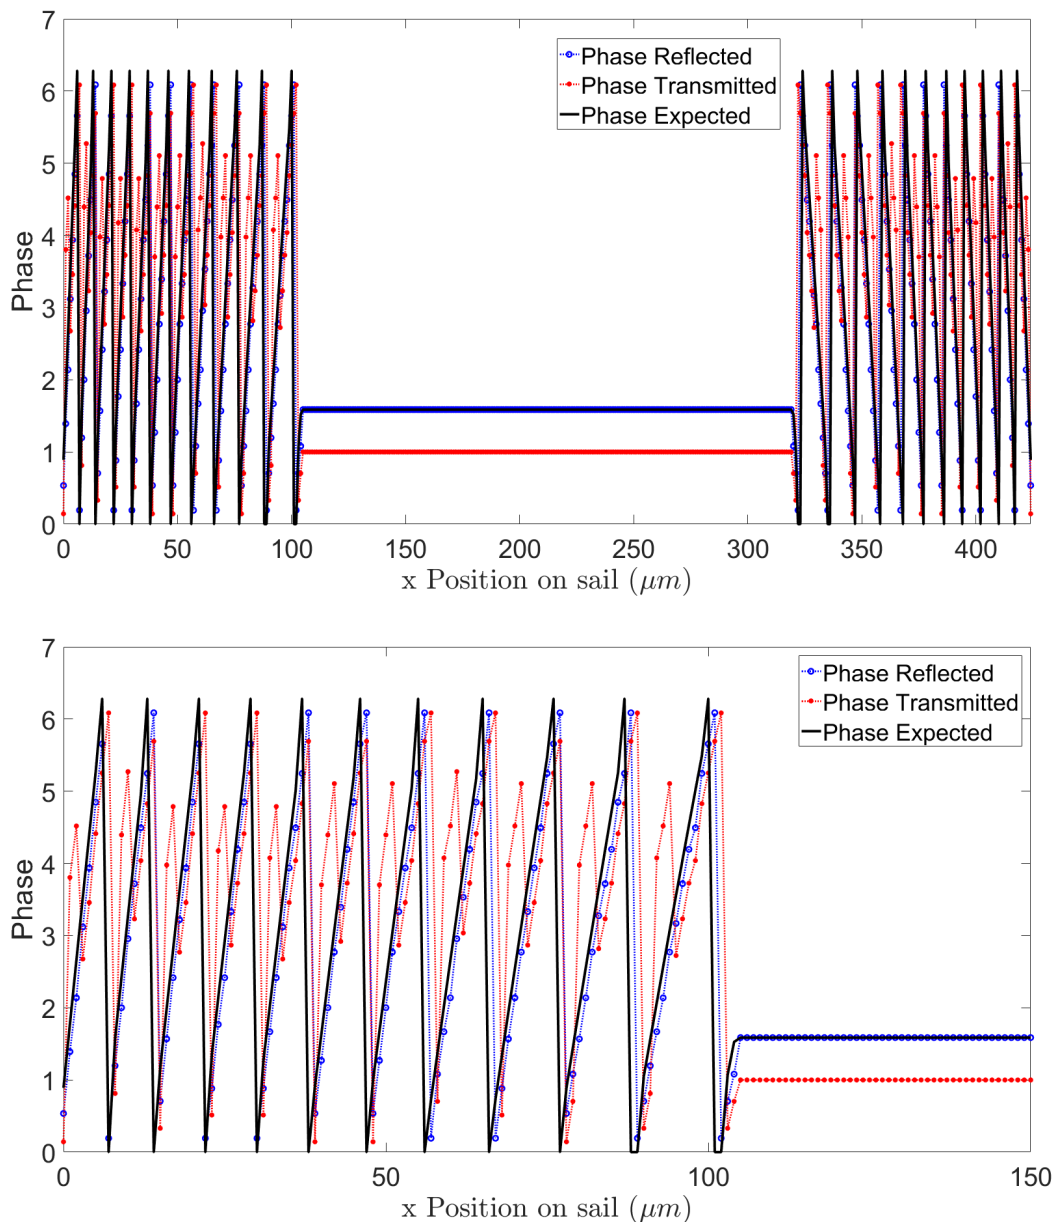 7
6
5
4
3
2
1
0
Phase
Phase Reflected
Phase Transmitted
Phase Expected
0 50 100 150 200 250 300 350 400
x Position on sail (μm)
7
6
5
4
3
2
1
0
Phase
Phase Reflected
Phase Transmitted
Phase Expected
0 50 100 150
x Position on sail (μm)